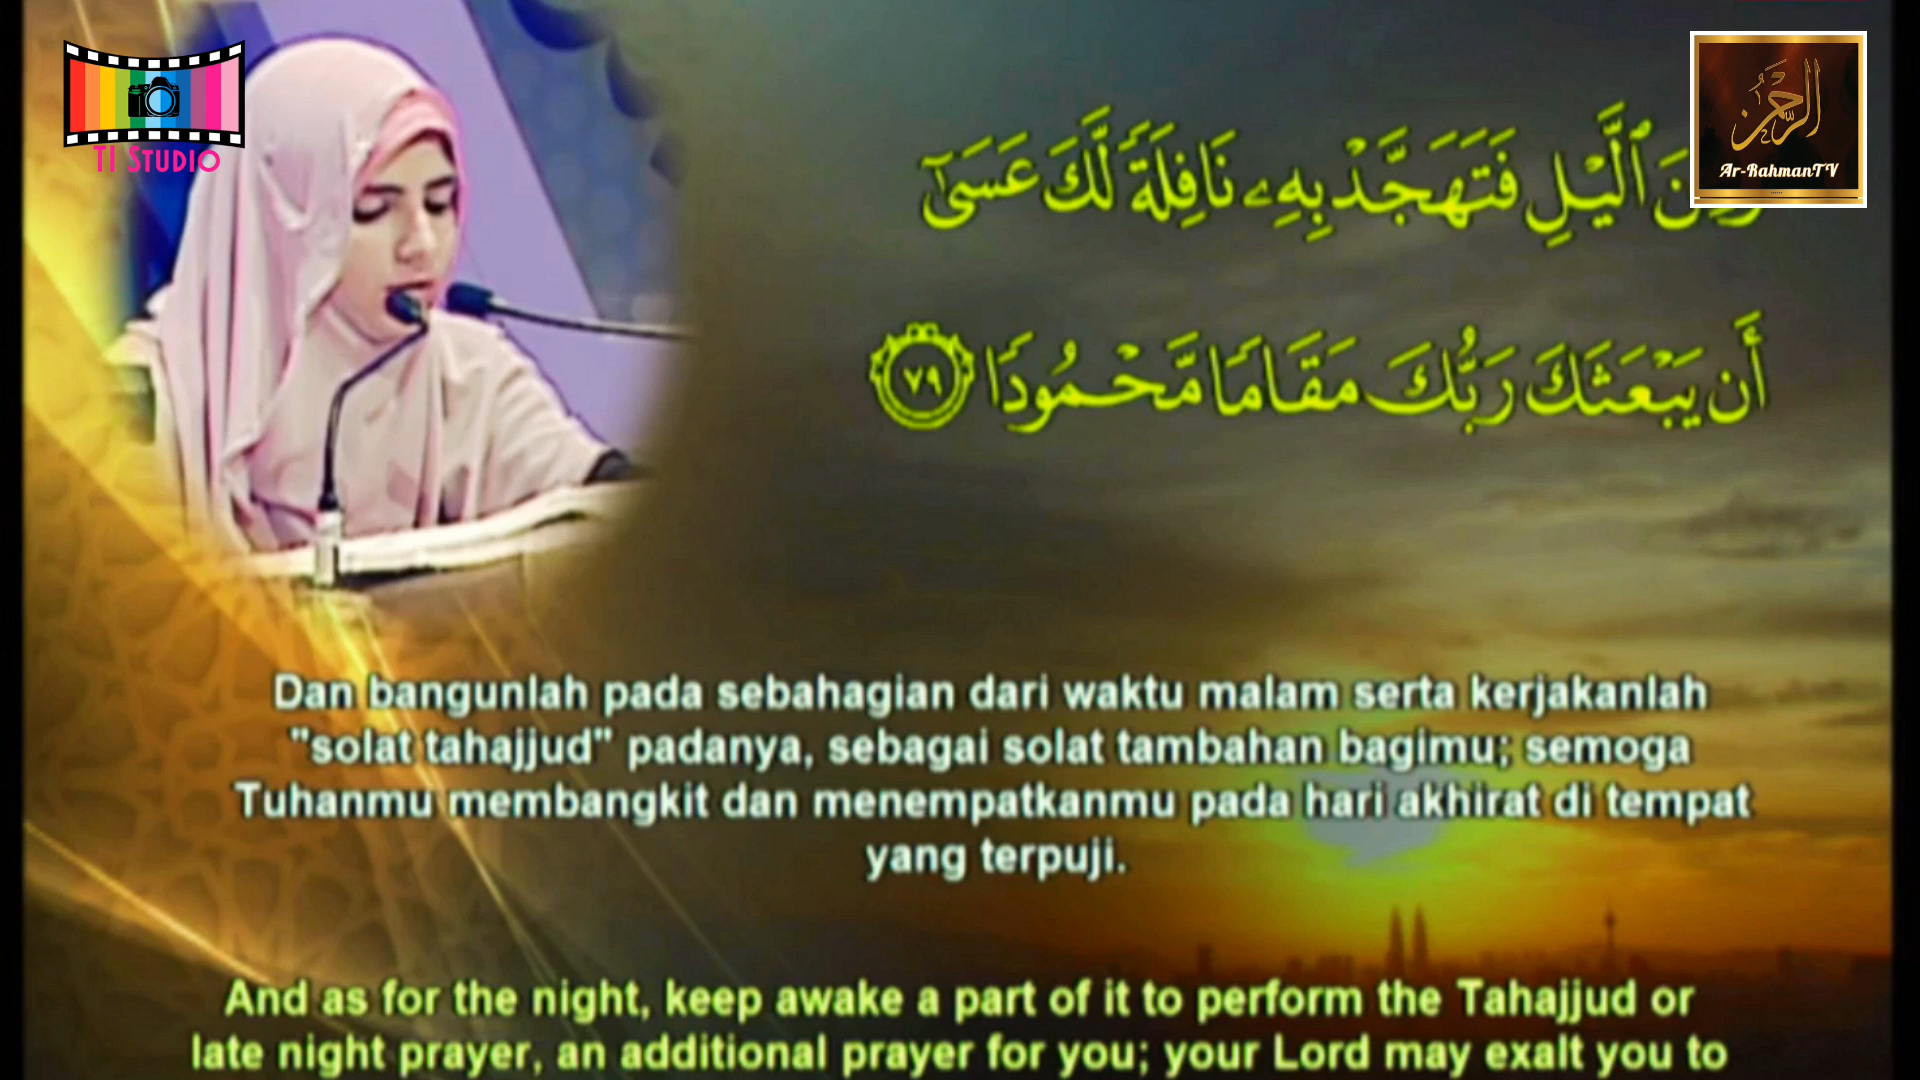 TI STUDIO
الرحمن
Ar-RahmanTV
ٱلَّيْلِ فَتَهَجَّدْ بِهِۦ نَافِلَةً لَّكَ عَسَىٰٓ
أَن يَبْعَثَكَ رَبُّكَ مَقَامًا مَّحْمُودًا ٧٩
Dan bangunlah pada sebahagian dari waktu malam serta kerjakanlah
"solat tahajjud" padanya, sebagai solat tambahan bagimu; semoga
Tuhanmu membangkit dan menempatkanmu pada hari akhirat di tempat
yang terpuji.
And as for the night, keep awake a part of it to perform the Tahajjud or
late night prayer, an additional prayer for you; your Lord may exalt you to